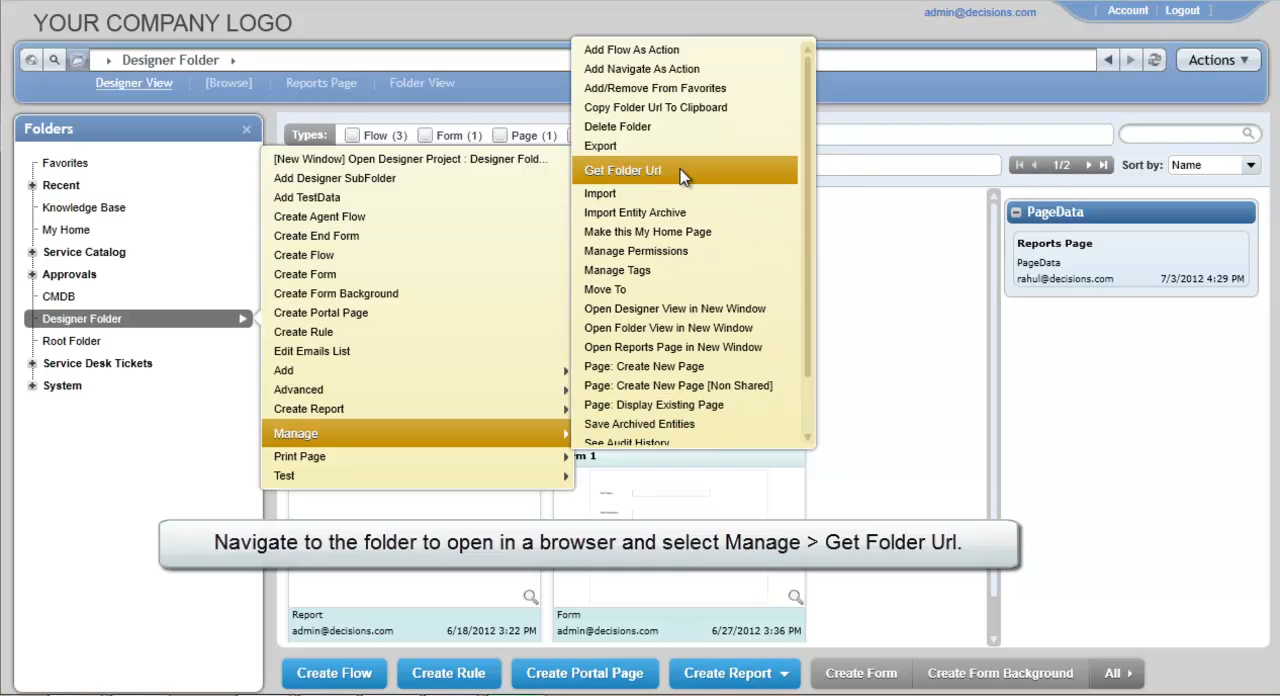 YOUR COMPANY LOGO
admin@decisions.com [ Account Logout ]
Designer Folder
Actions
Designer View [Browse] Reports Page Folder View
Folders
Favorites
Recent
Knowledge Base
My Home
Service Catalog
Approvals
CMDB
Designer Folder
Root Folder
Service Desk Tickets
System
Types: Flow (3) Form (1) Page (1)
1/2 Sort by: Name
[New Window] Open Designer Project : Designer Fold...
Add Designer SubFolder
Add TestData
Create Agent Flow
Create End Form
Create Flow
Create Form
Create Form Background
Create Portal Page
Create Rule
Edit Emails List
Add
Advanced
Create Report
Manage
Print Page
Test
Add Flow As Action
Add Navigate As Action
Add/Remove From Favorites
Copy Folder Url To Clipboard
Delete Folder
Export
Get Folder Url
Import
Import Entity Archive
Make this My Home Page
Manage Permissions
Manage Tags
Move To
Open Designer View in New Window
Open Folder View in New Window
Open Reports Page in New Window
Page: Create New Page
Page: Create New Page [Non Shared]
Page: Display Existing Page
Save Archived Entities
See Audit History
PageData
Reports Page
PageData
rahul@decisions.com 7/3/2012 4:29 PM
rm 1
Navigate to the folder to open in a browser and select Manage > Get Folder Url.
Report
admin@decisions.com 6/18/2012 3:22 PM
Form
admin@decisions.com 6/27/2012 3:36 PM
Create Flow Create Rule Create Portal Page Create Report Create Form Create Form Background All